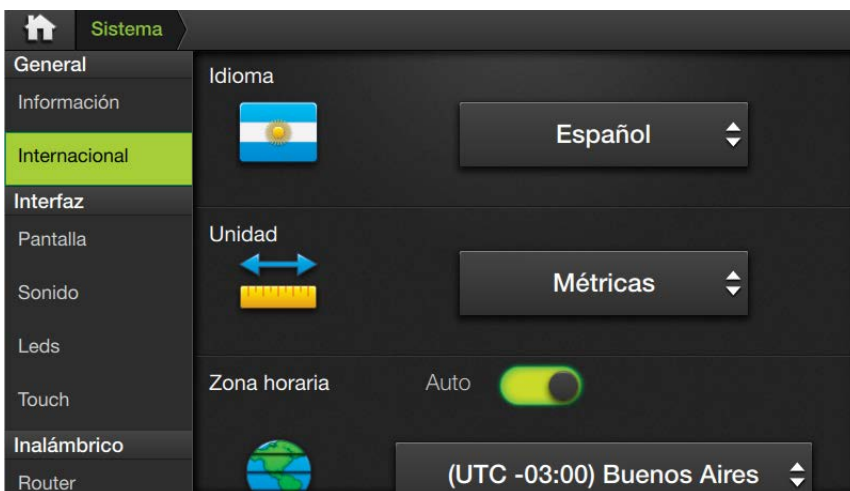 Sistema
General
Información
Internacional
Interfaz
Pantalla
Sonido
Leds
Touch
Inalámbrico
Router
Idioma
Español
Unidad
Métricas
Zona horaria
Auto
(UTC -03:00) Buenos Aires